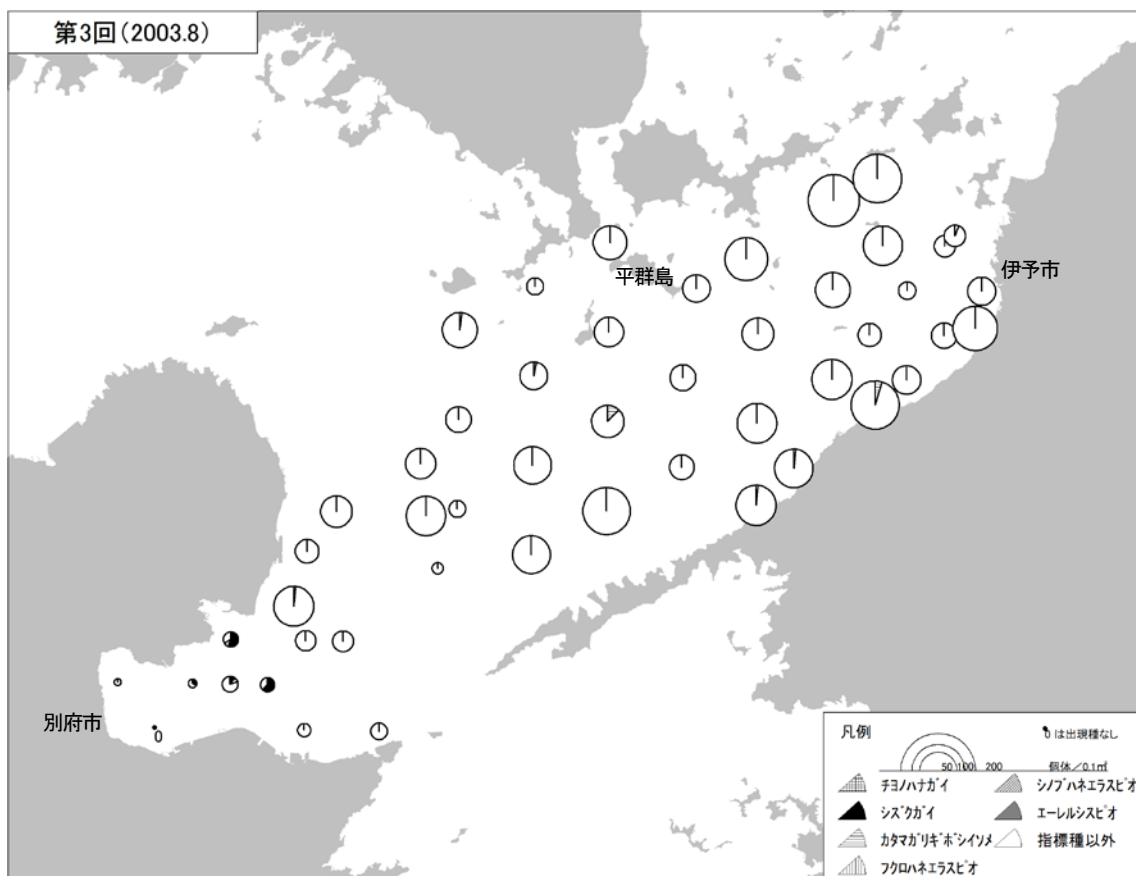 第3回(2003.8)
平群島
伊予市
別府市
凡例
0は出現種なし
50 100 200
個体/0.1㎡
チヨノハナガイ
シノブハネエラスピオ
シズクガイ
エーレルシスピオ
カタマガリギボシイソメ
指標種以外
フクロハネエラスピオ
0